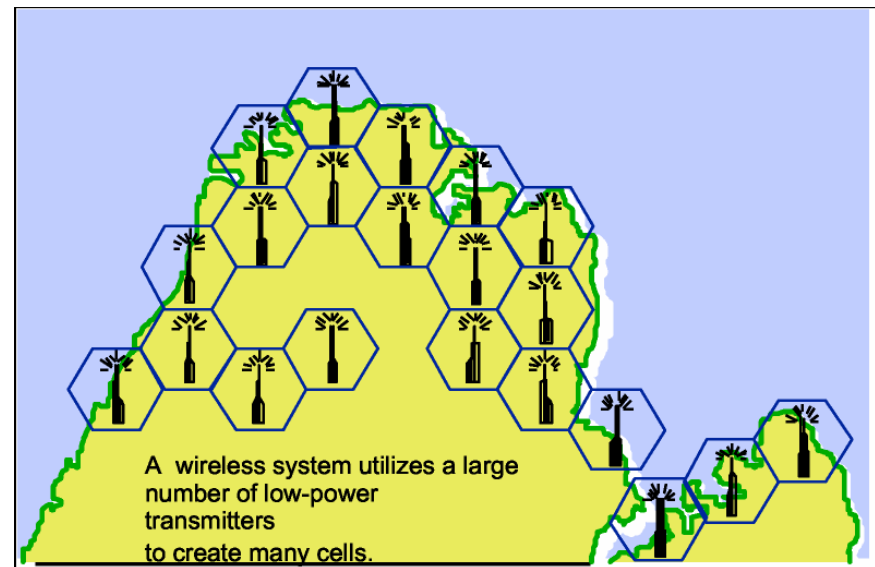 A wireless system utilizes a large
number of low-power
transmitters
to create many cells.